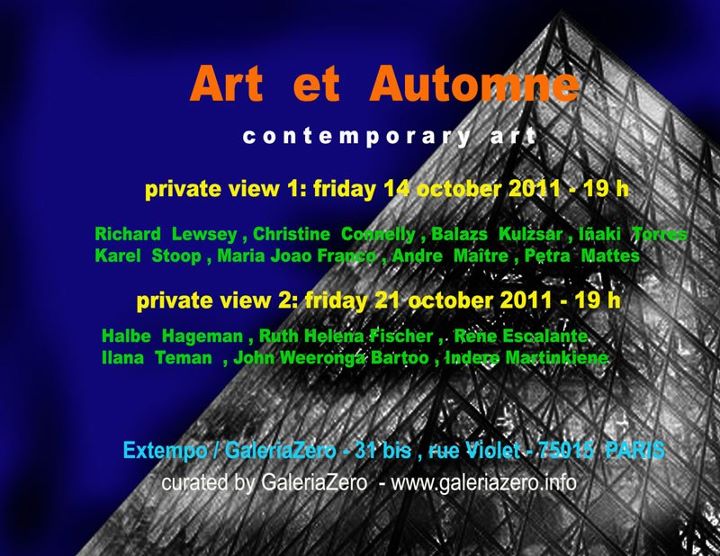 Art et Automne
contemporary art
private view 1: friday 14 october 2011 - 19 h
Richard Lewsey , Christine Connelly , Balazs Kulzsar , Iñaki Torres
Karel Stoop , Maria Joao Franco , Andre Maitre , Petra Mattes
private view 2: friday 21 october 2011 - 19 h
Halbe Hageman , Ruth Helena Fischer , . Rene Escalante
Ilana Teman , John Weeronga Bartoo , Indere Martinkiene
Extempo / GaleriaZero - 31 bis , rue Violet - 75015 PARIS
curated by GaleriaZero - www.galeriazero.info